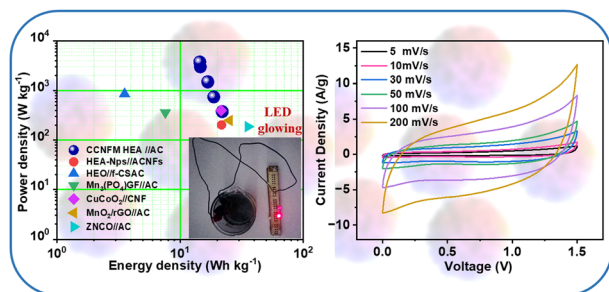 10⁴
10³
10²
10¹
10⁰
Power density (W kg⁻¹)
LED
glowing
CCNFM HEA //AC
HEA-Nps//ACNFs
HEO//f-CSAC
Mn₃(PO₄)GF//AC
CuCoO₂//CNF
MnO₂/rGO//AC
ZNCO//AC
10⁰
10¹
10²
Energy density (Wh kg⁻¹)
15
10
5
0
−5
−10
Current Density (A/g)
5 mV/s
10mV/s
30 mV/s
50 mV/s
100 mV/s
200 mV/s
0.0
0.5
1.0
1.5
Voltage (V)